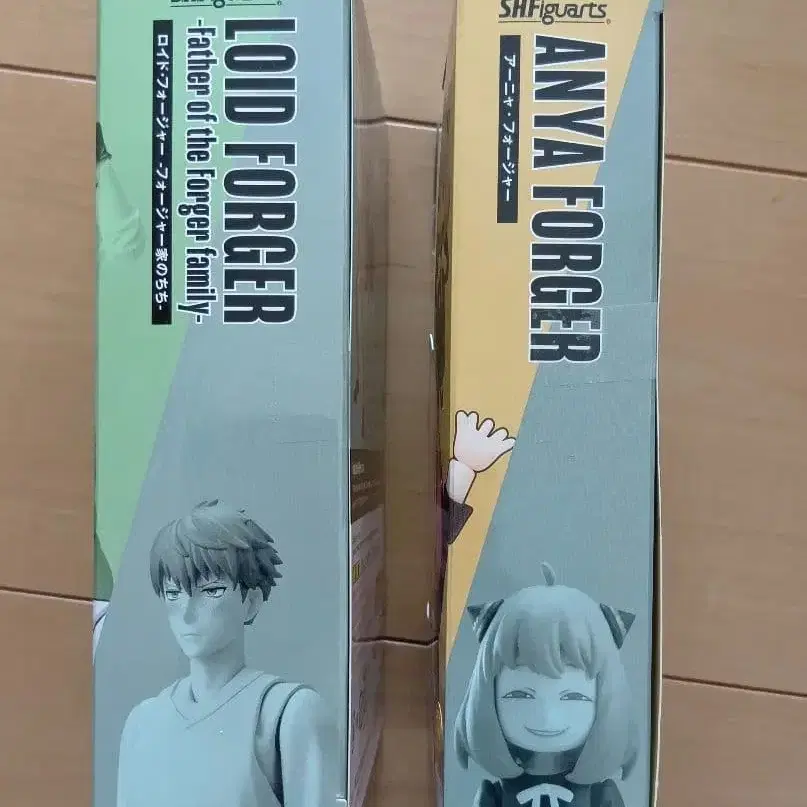 S.H.Figuarts
LOID FORGER
-Father of the Forger family-
ロイド・フォージャー -フォージャー家のちち-
S.H.Figuarts
ANYA FORGER
アーニャ・フォージャー